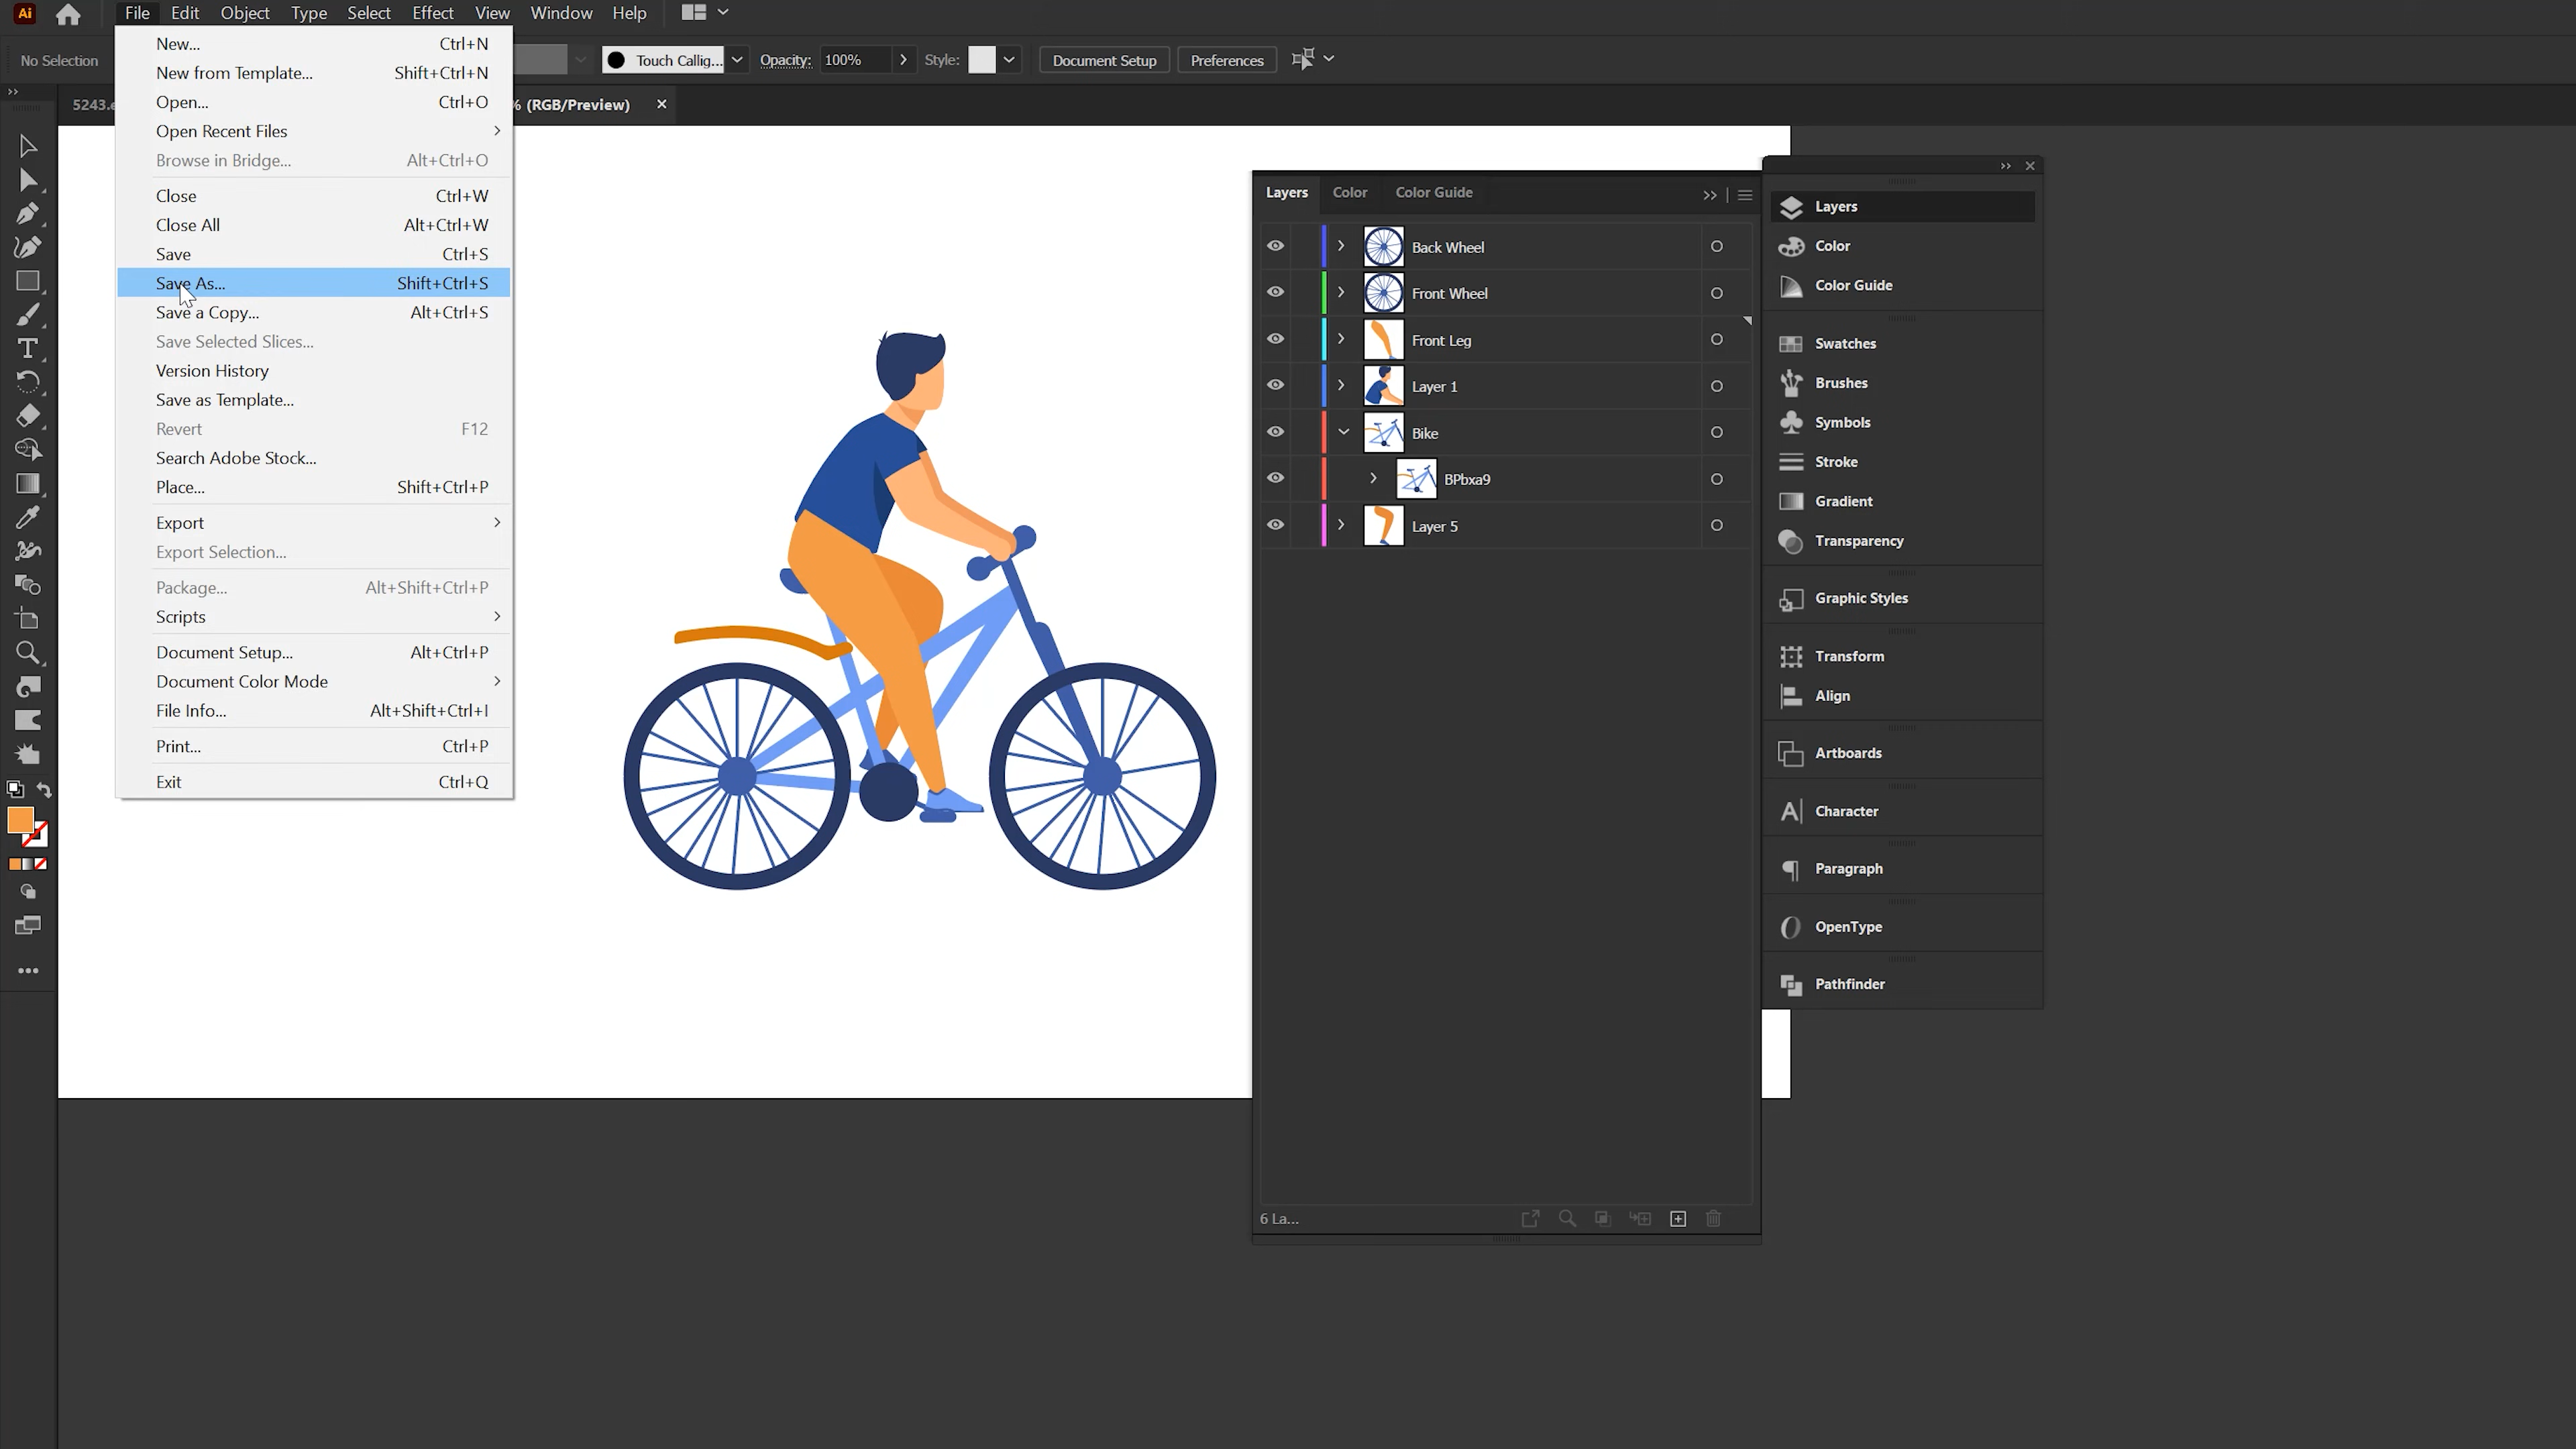 Ai File Edit Object Type Select Effect View Window Help
No Selection Touch Callig... Opacity: 100% Style: Document Setup Preferences
5243.e % (RGB/Preview)
New... Ctrl+N
New from Template... Shift+Ctrl+N
Open... Ctrl+O
Open Recent Files
Browse in Bridge... Alt+Ctrl+O
Close Ctrl+W
Close All Alt+Ctrl+W
Save Ctrl+S
Save As... Shift+Ctrl+S
Save a Copy... Alt+Ctrl+S
Save Selected Slices...
Version History
Save as Template...
Revert F12
Search Adobe Stock...
Place... Shift+Ctrl+P
Export
Export Selection...
Package... Alt+Shift+Ctrl+P
Scripts
Document Setup... Alt+Ctrl+P
Document Color Mode
File Info... Alt+Shift+Ctrl+I
Print... Ctrl+P
Exit Ctrl+Q
Layers Color Color Guide
Back Wheel
Front Wheel
Front Leg
Layer 1
Bike
BPbxa9
Layer 5
6 La...
Layers
Color
Color Guide
Swatches
Brushes
Symbols
Stroke
Gradient
Transparency
Graphic Styles
Transform
Align
Artboards
Character
Paragraph
OpenType
Pathfinder